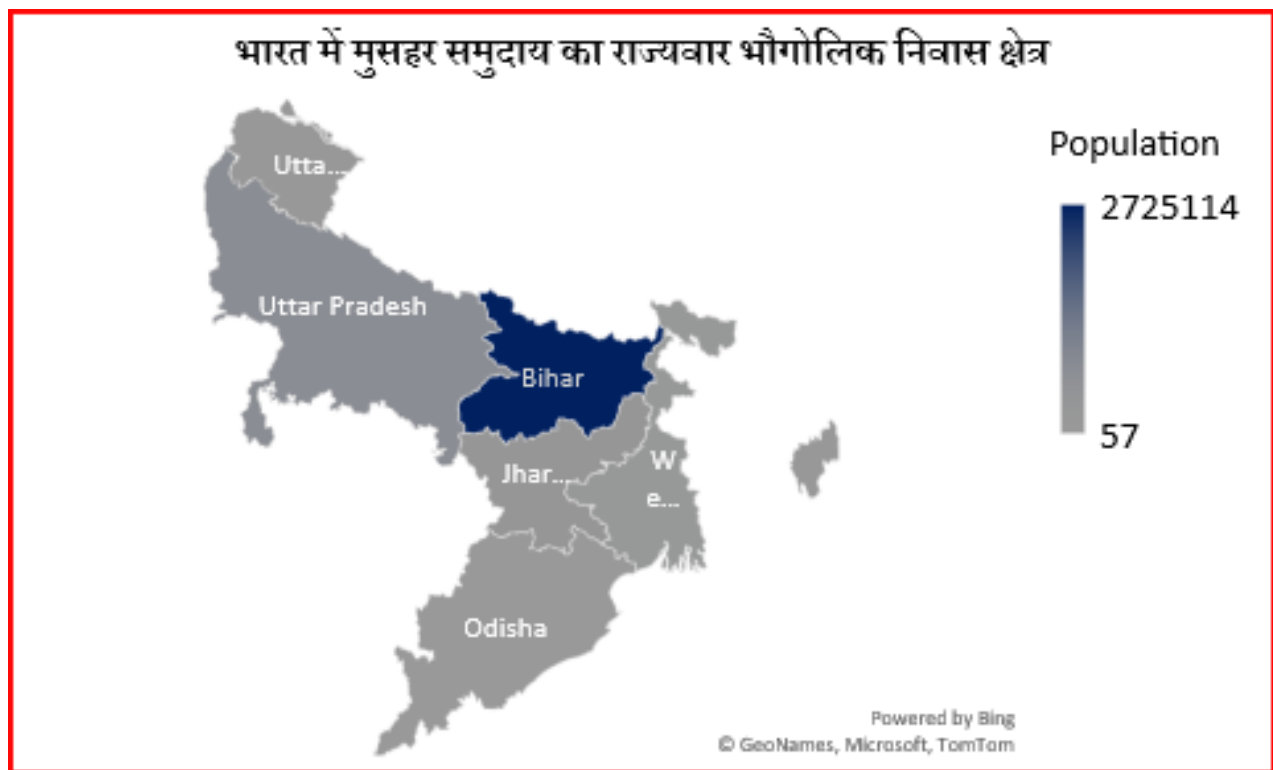 भारत में मुसहर समुदाय का राज्यवार भौगोलिक निवास क्षेत्र
Population
2725114
57
Utta...
Uttar Pradesh
Bihar
Jhar...
W
e...
Odisha
Powered by Bing
© GeoNames, Microsoft, TomTom